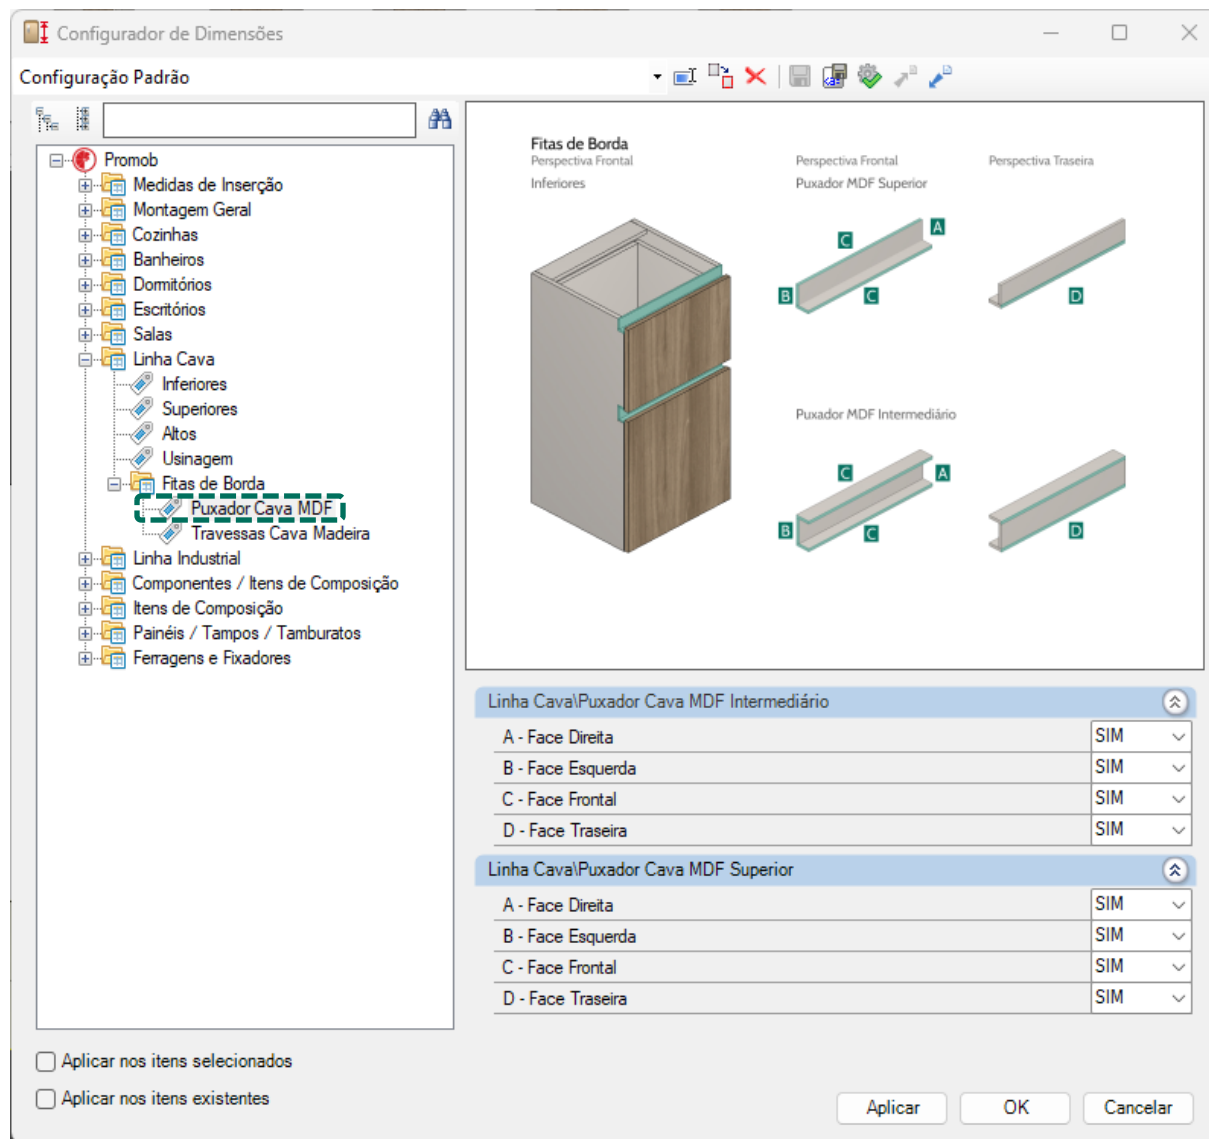 Configurador de Dimensões
Configuração Padrão
Promob
Medidas de Inserção
Montagem Geral
Cozinhas
Banheiros
Dormitórios
Escritórios
Salas
Linha Cava
Inferiores
Superiores
Altos
Usinagem
Fitas de Borda
Puxador Cava MDF
Travessas Cava Madeira
Linha Industrial
Componentes / Itens de Composição
Itens de Composição
Painéis / Tampos / Tamburatos
Ferragens e Fixadores
Fitas de Borda
Perspectiva Frontal
Inferiores
Perspectiva Frontal
Puxador MDF Superior
Perspectiva Traseira
A
C
B
C
D
Puxador MDF Intermediário
C
A
B
C
D
Linha Cava\Puxador Cava MDF Intermediário
A - Face Direita SIM
B - Face Esquerda SIM
C - Face Frontal SIM
D - Face Traseira SIM
Linha Cava\Puxador Cava MDF Superior
A - Face Direita SIM
B - Face Esquerda SIM
C - Face Frontal SIM
D - Face Traseira SIM
Aplicar nos itens selecionados
Aplicar nos itens existentes
Aplicar OK Cancelar